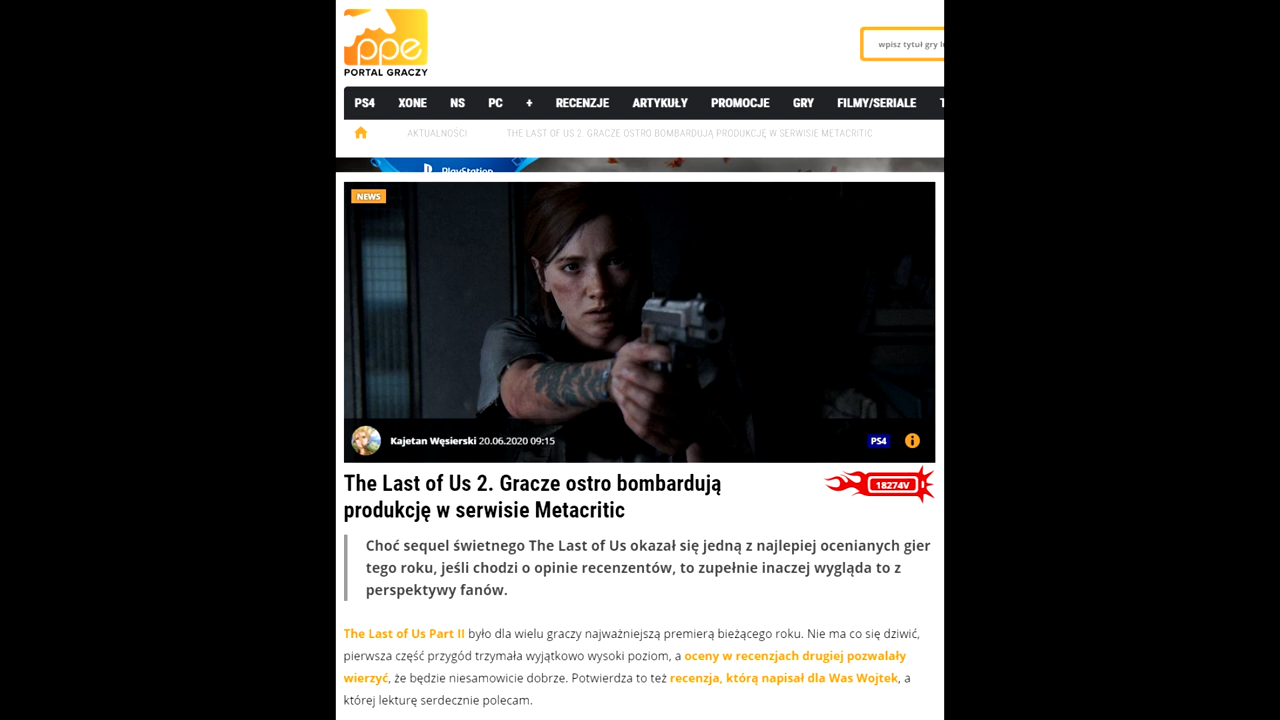 ppe
PORTAL GRACZY
wpisz tytuł gry l
PS4 XONE NS PC + RECENZJE ARTYKUŁY PROMOCJE GRY FILMY/SERIALE T
AKTUALNOŚCI THE LAST OF US 2. GRACZE OSTRO BOMBARDUJĄ PRODUKCJĘ W SERWISIE METACRITIC
PlayStation
NEWS
Kajetan Węsierski 20.06.2020 09:15
PS4
The Last of Us 2. Gracze ostro bombardują
18274V
produkcję w serwisie Metacritic
Choć sequel świetnego The Last of Us okazał się jedną z najlepiej ocenianych gier
tego roku, jeśli chodzi o opinie recenzentów, to zupełnie inaczej wygląda to z
perspektywy fanów.
The Last of Us Part II było dla wielu graczy najważniejszą premierą bieżącego roku. Nie ma co się dziwić,
pierwsza część przygód trzymała wyjątkowo wysoki poziom, a oceny w recenzjach drugiej pozwalały
wierzyć, że będzie niesamowicie dobrze. Potwierdza to też recenzja, którą napisał dla Was Wojtek, a
której lekturę serdecznie polecam.